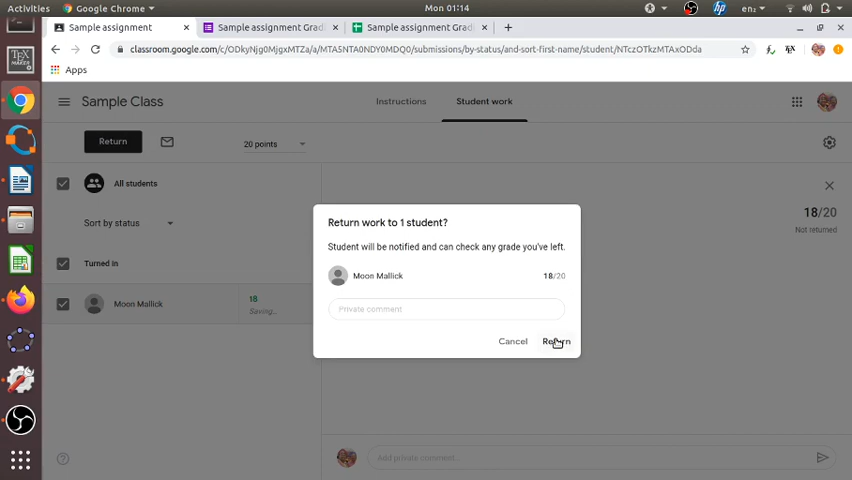 Activities
Google Chrome
Mon 01:14
en₂
Sample assignment
Sample assignment Gradi
Sample assignment Gradi
classroom.google.com/c/ODkyNjg0MjgxMTZa/a/MTA5NTA0NDY0MDQ0/submissions/by-status/and-sort-first-name/student/NTczOTkzMTAxODda
Apps
Sample Class
Instructions
Student work
Return
20 points
All students
Sort by status
18/20
Not returned
Turned in
Moon Mallick
18
Saving...
Return work to 1 student?
Student will be notified and can check any grade you've left.
Moon Mallick
18/20
Private comment
Cancel
Return
Add private comment...